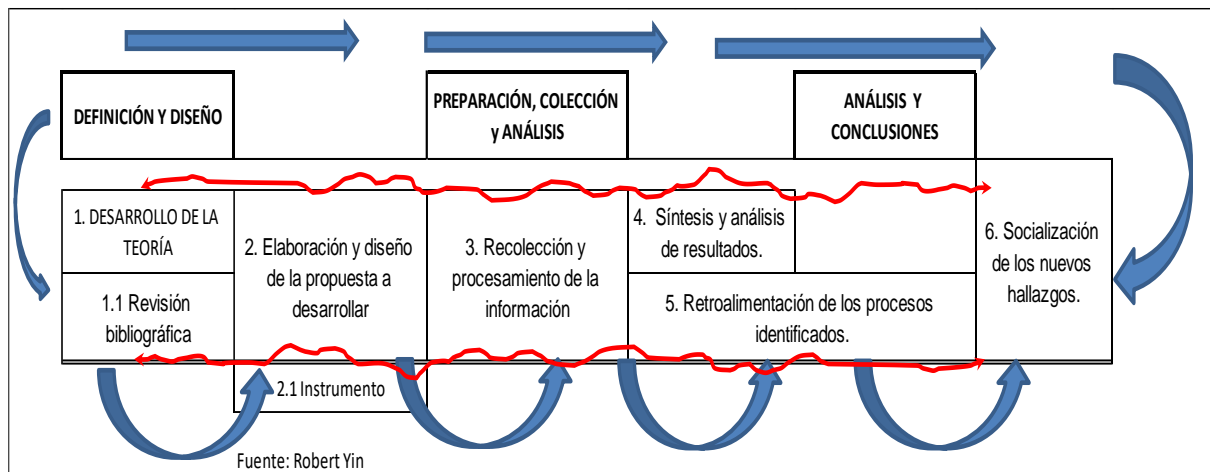 DEFINICIÓN Y DISEÑO
PREPARACIÓN, COLECCIÓN
y ANÁLISIS
ANÁLISIS Y
CONCLUSIONES
1. DESARROLLO DE LA
TEORÍA
1.1 Revisión
bibliográfica
2. Elaboración y diseño
de la propuesta a
desarrollar
2.1 Instrumento
3. Recolección y
procesamiento de la
información
4. Síntesis y análisis
de resultados.
5. Retroalimentación de los procesos
identificados.
6. Socialización
de los nuevos
hallazgos.
Fuente: Robert Yin